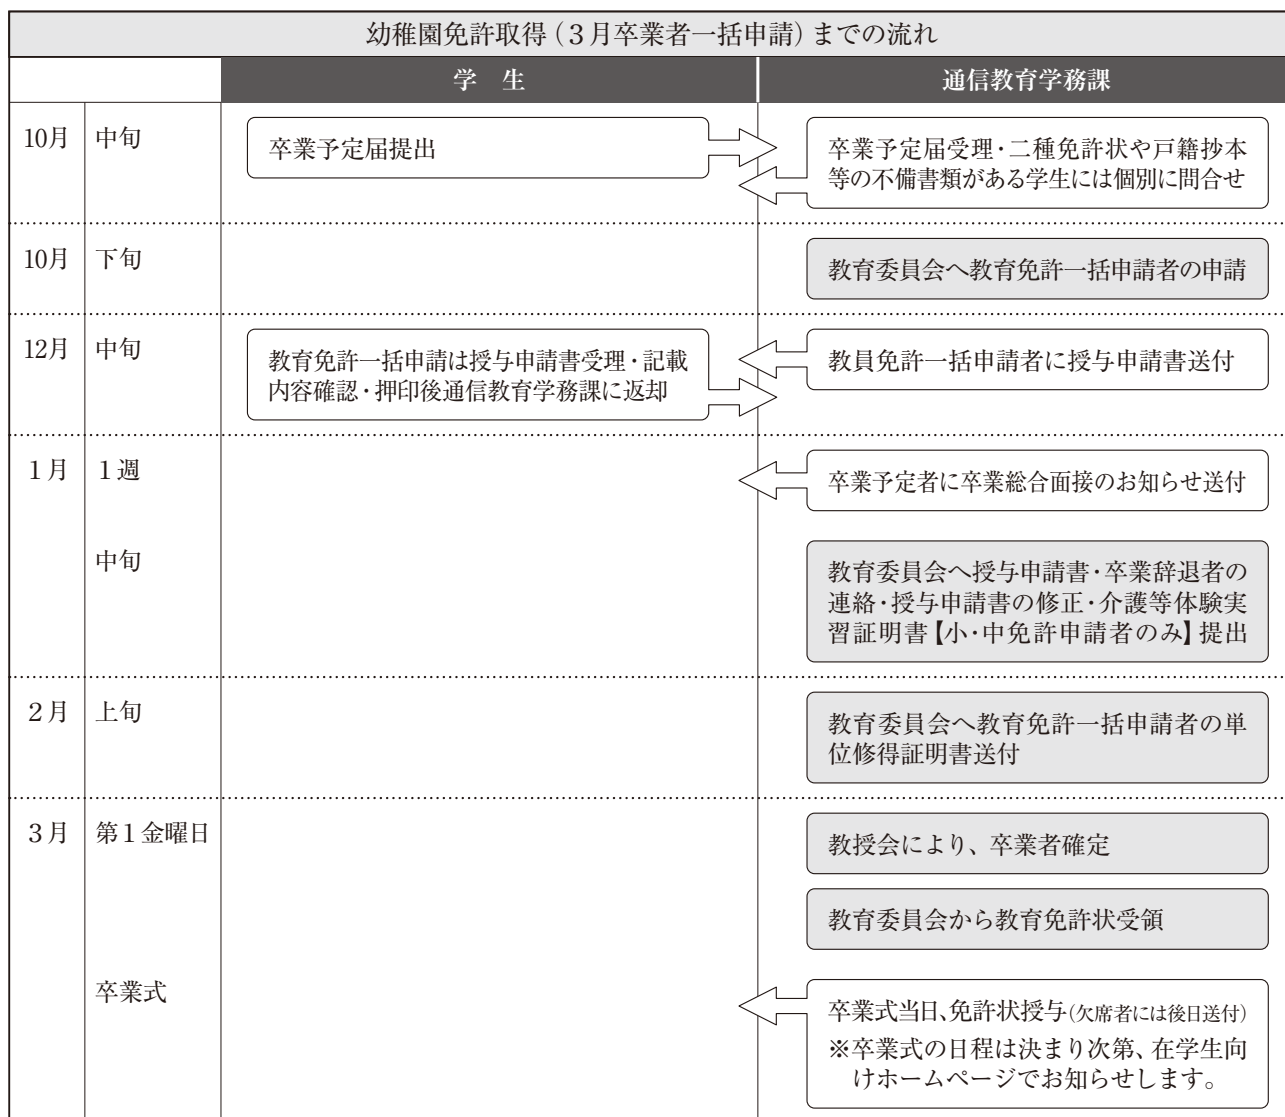 幼稚園免許取得（３月卒業者一括申請）までの流れ
学　生
通信教育学務課
10月
中旬
卒業予定届提出
卒業予定届受理・二種免許状や戸籍抄本
等の不備書類がある学生には個別に問合せ
10月
下旬
教育委員会へ教育免許一括申請者の申請
12月
中旬
教育免許一括申請は授与申請書受理・記載
内容確認・押印後通信教育学務課に返却
教員免許一括申請者に授与申請書送付
１月
１週
卒業予定者に卒業総合面接のお知らせ送付
中旬
教育委員会へ授与申請書・卒業辞退者の
連絡・授与申請書の修正・介護等体験実
習証明書【小・中免許申請者のみ】提出
２月
上旬
教育委員会へ教育免許一括申請者の単
位修得証明書送付
３月
第１金曜日
教授会により、卒業者確定
教育委員会から教育免許状受領
卒業式
卒業式当日、免許状授与（欠席者には後日送付）
※卒業式の日程は決まり次第、在学生向
けホームページでお知らせします。